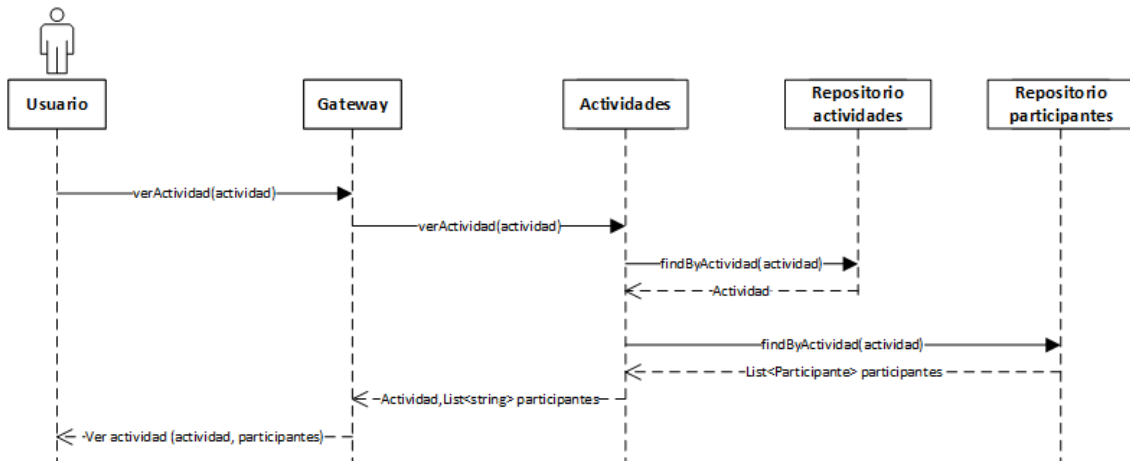 Usuario
Gateway
Actividades
Repositorio
actividades
Repositorio
participantes
verActividad(actividad)
verActividad(actividad)
findByActividad(actividad)
Actividad
findByActividad(actividad)
List<Participante> participantes
Actividad,List<string> participantes
Ver actividad (actividad, participantes)